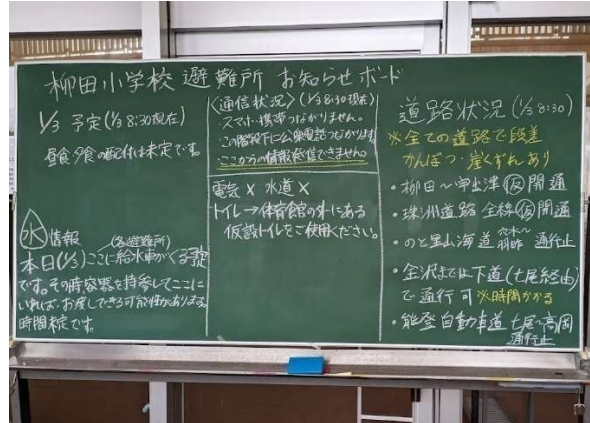 柳田小学校 避難所 お知らせボード
1/3 予定(1/3 8:30現在)
昼食夕食の配付は未定です。
水情報
(各避難所)
本日(1/3)ここに給水車がくる予定
です。その時容器を持参してここに
いれば、お渡しできる可能性があります。
時間未定です。
〈通信状況〉(1/3 8:30現在)
・スマホ・携帯つながりません。
この階段下に公衆電話つながります
ここからの情報発信できません。
電気 × 水道 ×
トイレ→体育館の外にある
仮設トイレをご使用ください。
道路状況(1/3 8:30)
※全ての道路で段差
かんぼつ・崖くずれあり
・柳田〜宇出津 仮 開通
・珠洲道路 全線 仮 開通
・のと里山海道 穴水〜羽咋 通行止
・金沢までは下道(七尾経由)
で通行可 ※時間かかる
・能登自動車道 七尾〜高岡
通行止